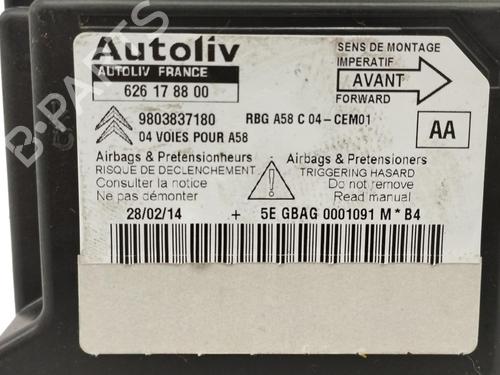 Autoliv
AUTOLIV FRANCE
626 17 88 00
SENS DE MONTAGE
IMPERATIF
AVANT
FORWARD
9803837180 RBG A58 C 04-CEM01
04 VOIES POUR A58
AA
Airbags & Pretensionheurs
RISQUE DE DECLENCHEMENT
Consulter la notice
Ne pas démonter
Airbags & Pretensioners
TRIGGERING HASARD
Do not remove
Read manual
28/02/14 + 5E GBAG 0001091 M * B4
B-PARTS